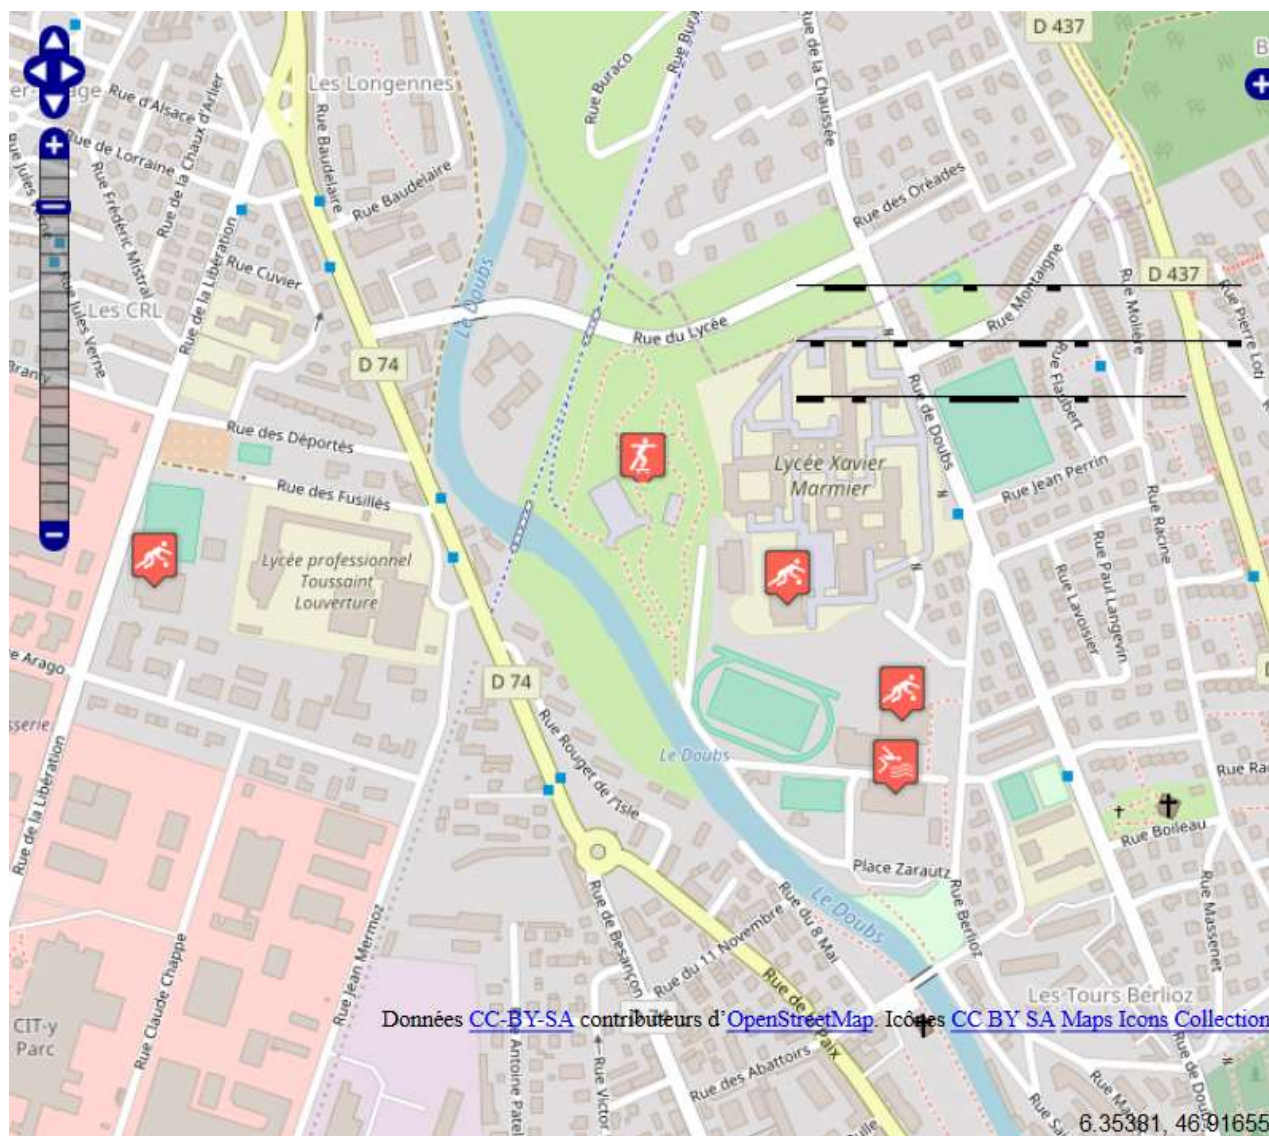 D 437
Rue de la Chaussée
Rue Buraco
Les Longennes
Rue d'Alsace
Rue de la Chaux d'Arlier
Rue de Lorraine
Rue Baudelaire
Rue Baudelaire
Rue Frédéric Mistral
Rue des Oréades
Rue de la Libération
Rue Cuvier
Rue Jules Verne
Les CRL
Le Doubs
Rue du Lycée
Rue Montaigne
Rue Molière
D 437
Rue Pierre Loti
D 74
Rue Flaubert
Rue de Doubs
Rue des Déportés
Lycée Xavier
Marmier
Rue Jean Perrin
Rue des Fusillés
Rue Racine
Lycée professionnel
Toussaint
Louverture
Rue Paul Langevin
Rue Lavoisier
e Arago
D 74
Rue Rouget de l'Isle
Le Doubs
sserie
Rue de la Libération
Rue Boileau
Place Zarautz
Rue Massenet
Rue Berlioz
Le Doubs
Rue du 8 Mai
Rue de Besançon
Rue du 11 Novembre
Rue Jean Mermoz
Rue Claude Chappe
CIT-y
Parc
Les Tours Berlioz
Données CC-BY-SA contributeurs d'OpenStreetMap. Icônes CC BY SA Maps Icons Collection
Rue des Abattoirs
Rue de Doubs
6.35381, 46.91655